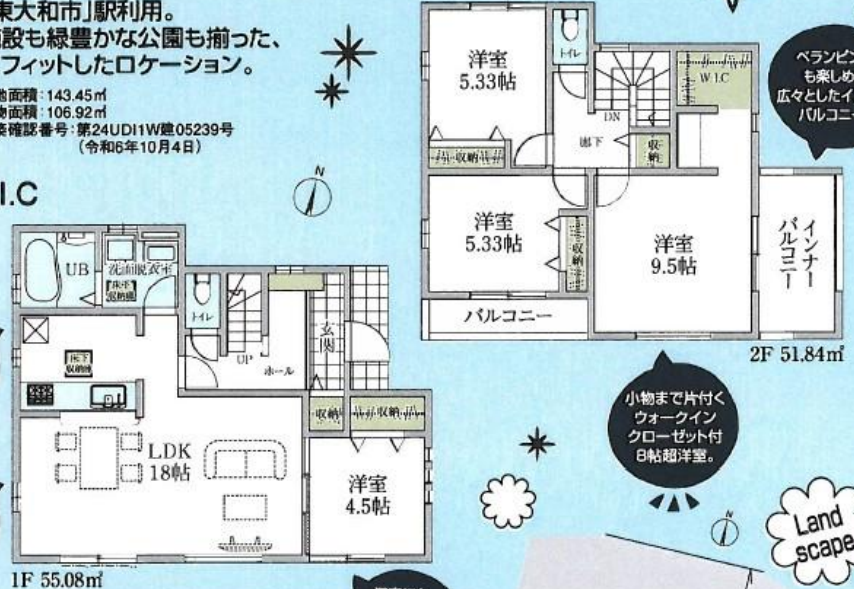 東大和市」駅利用。
施設も緑豊かな公園も揃った、
フィットしたロケーション。
面積:143.45㎡
面積:106.92㎡
確認番号:第24UDI1W建05239号
(令和6年10月4日)
N
I.C
UB
洗面脱衣室
床下
収納庫
トイレ
UP
ホール
玄関
床下
収納庫
収納
収納
LDK
18帖
洋室
4.5帖
1F 55.08㎡
洋室
5.33帖
トイレ
W.I.C
DN
廊下
収納
収納
洋室
5.33帖
収納
洋室
9.5帖
インナー
バルコニー
バルコニー
2F 51.84㎡
ベランピン
も楽しめ
広々としたイ
バルコニー
小物まで片付く
ウォークイン
クローゼット付
8帖超洋室。
N
Land
scape